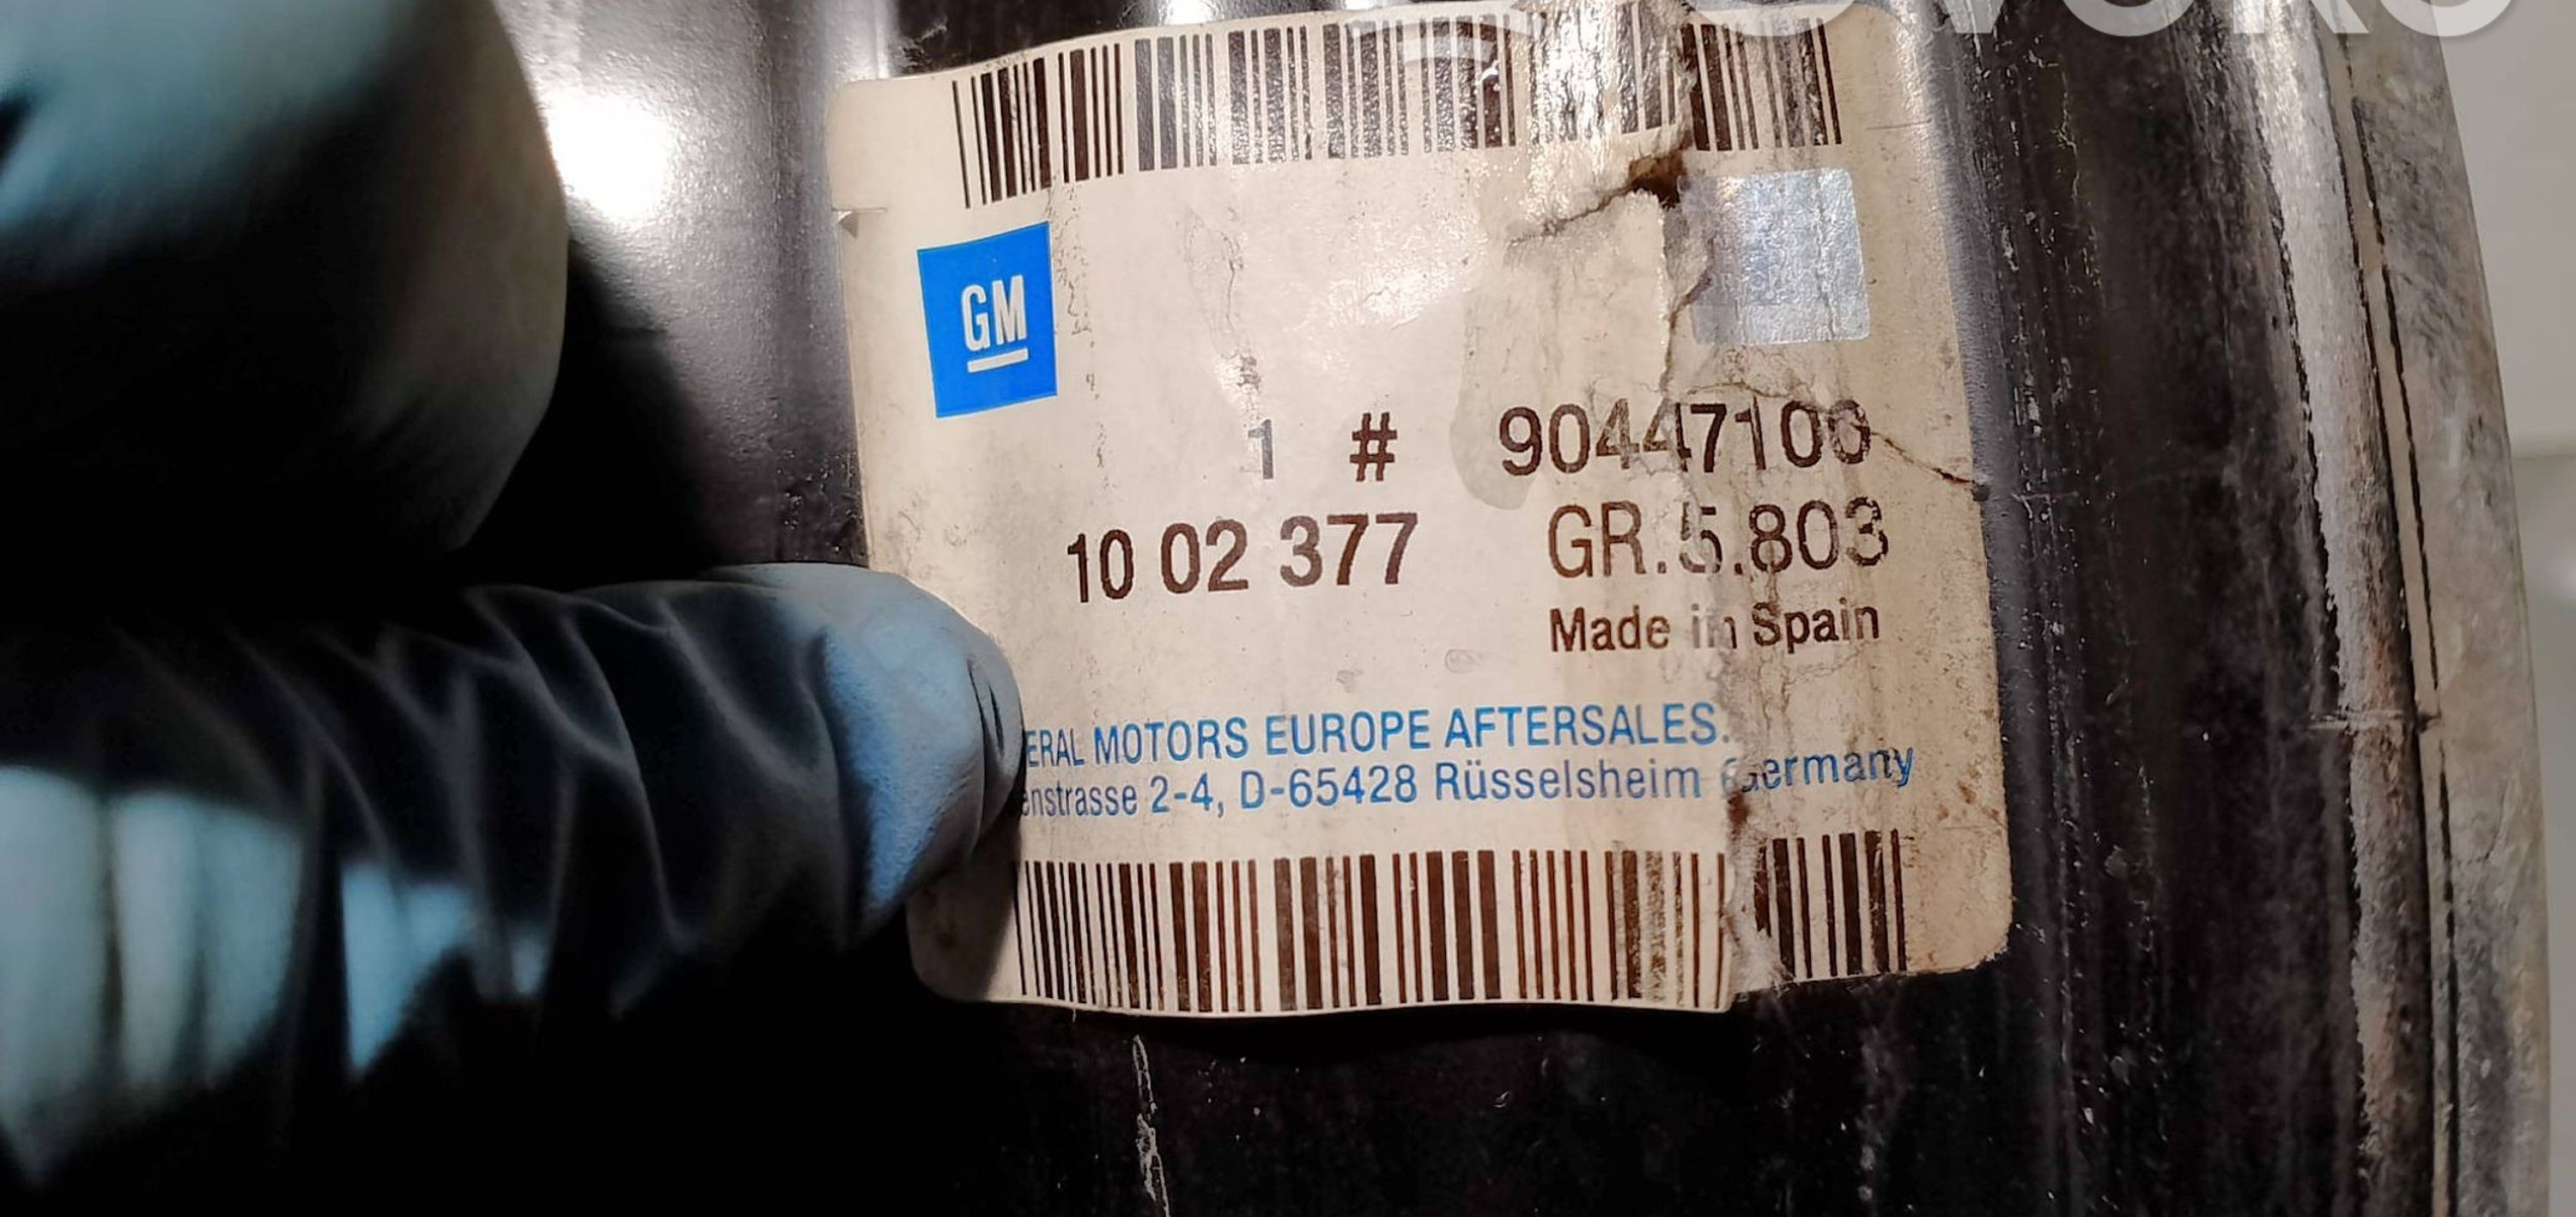 GM
1 # 90447100
10 02 377 GR.5.803
Made in Spain
ERAL MOTORS EUROPE AFTERSALES.
enstrasse 2-4, D-65428 Rüsselsheim Germany